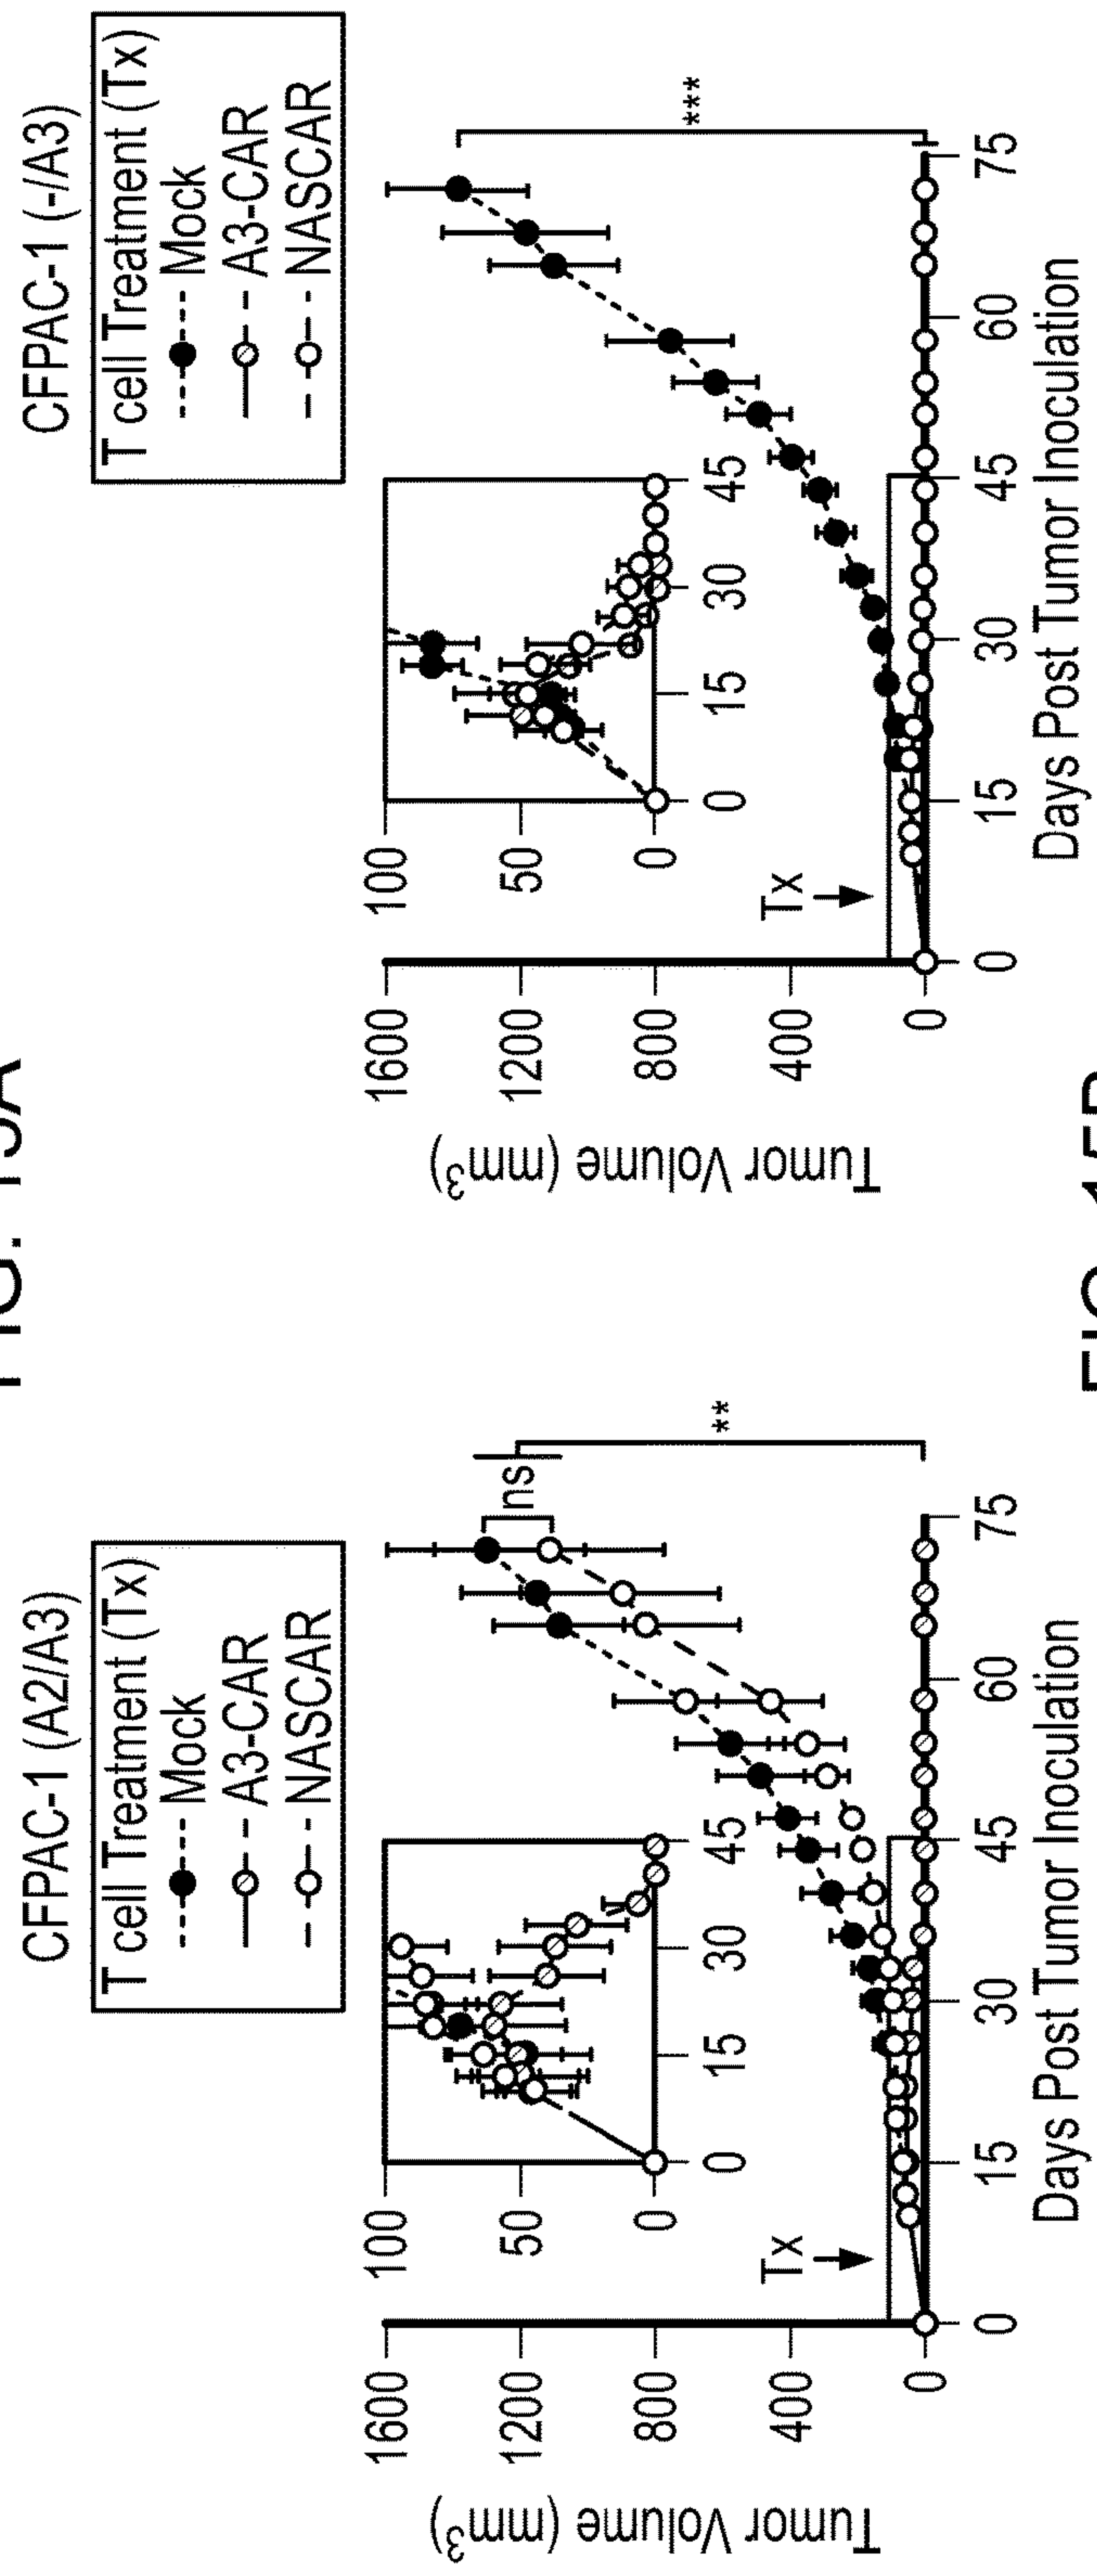 FIG. 15A
CFPAC-1 (A2/A3)
T cell Treatment (Tx)
Mock
A3-CAR
NASCAR
Tumor Volume (mm3)
1600
1200
800
400
0
100
50
0
0
15
30
45
Tx
ns
**
0
15
30
45
60
75
Days Post Tumor Inoculation
CFPAC-1 (-/A3)
T cell Treatment (Tx)
Mock
A3-CAR
NASCAR
Tumor Volume (mm3)
1600
1200
800
400
0
100
50
0
0
15
30
45
Tx
***
0
15
30
45
60
75
Days Post Tumor Inoculation